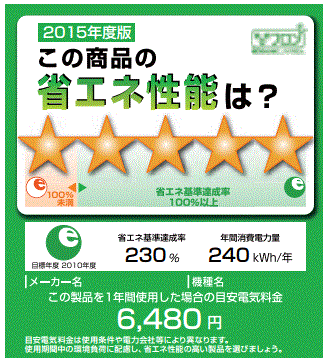 2015年度版
ノンフロン
この商品の
省エネ性能は？
e 100%
未満
省エネ基準達成率
100%以上
e
e
目標年度 2010年度
省エネ基準達成率
230%
年間消費電力量
240kWh/年
メーカー名
機種名
この製品を1年間使用した場合の目安電気料金
6,480円
目安電気料金は使用条件や電力会社等により異なります。
使用期間中の環境負荷に配慮し、省エネ性能の高い製品を選びましょう。